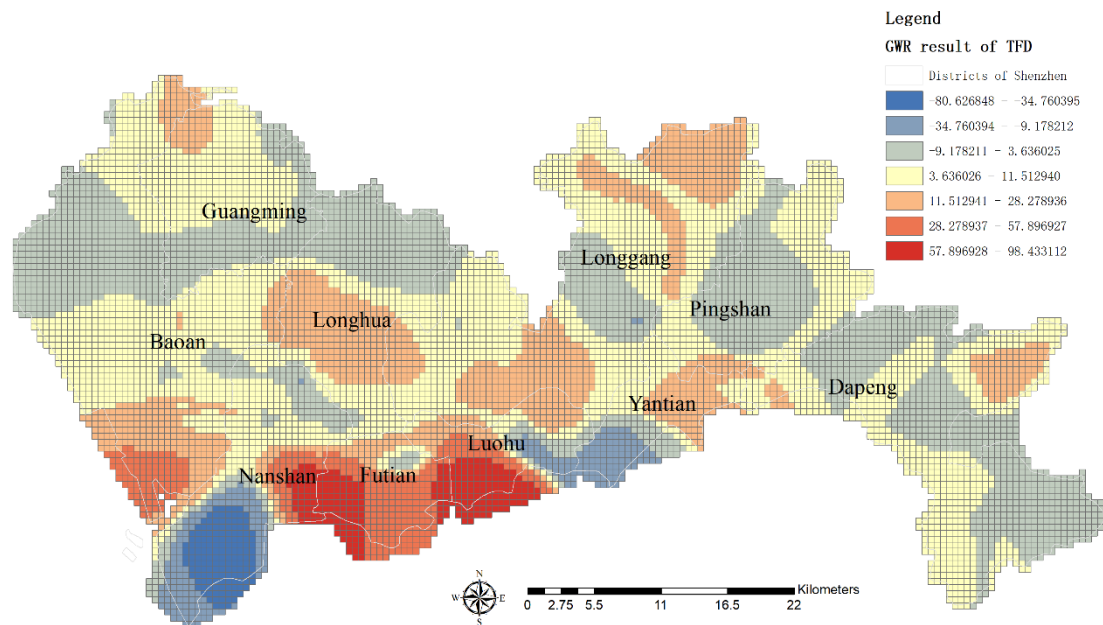 Legend
GWR result of TFD
Districts of Shenzhen
-80.626848 - -34.760395
-34.760394 - -9.178212
-9.178211 - 3.636025
3.636026 - 11.512940
11.512941 - 28.278936
28.278937 - 57.896927
57.896928 - 98.433112
Guangming
Longgang
Pingshan
Longhua
Baoan
Dapeng
Yantian
Luohu
Nanshan
Futian
N
W
E
S
Kilometers
0 2.75 5.5 11 16.5 22